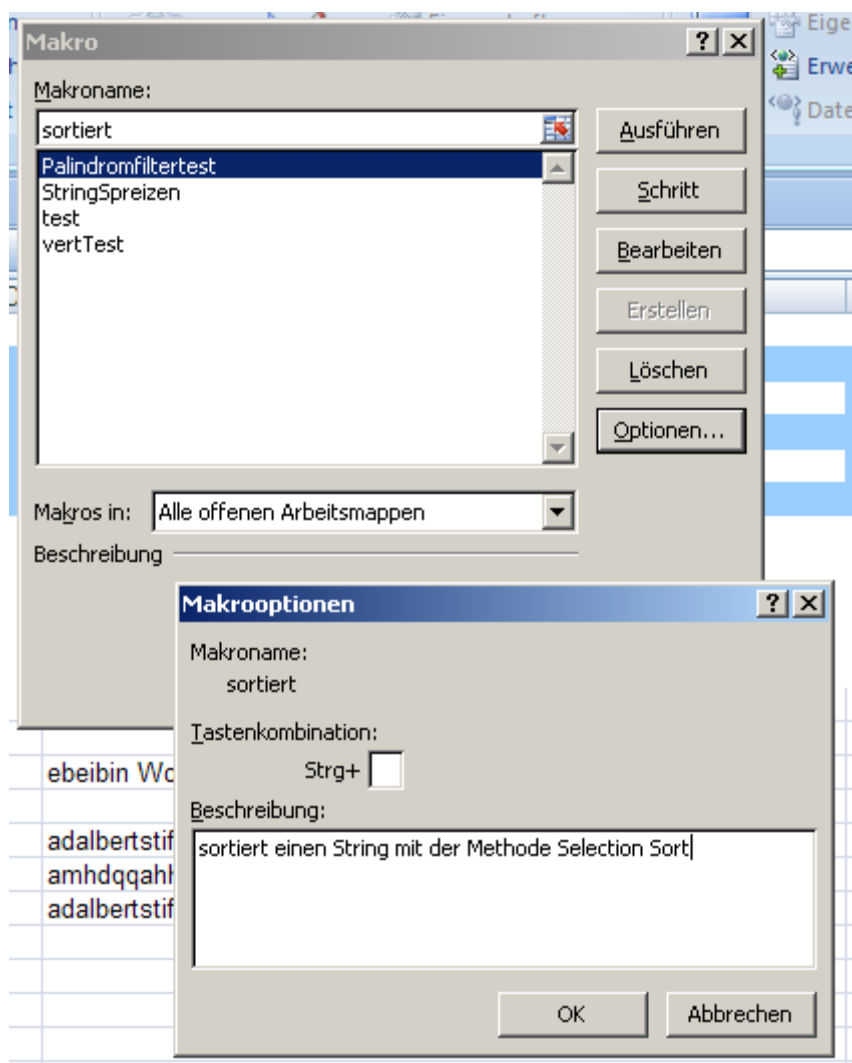 Makro
Makroname:
sortiert
Palindromfiltertest
StringSpreizen
test
vertTest
Ausführen
Schritt
Bearbeiten
Erstellen
Löschen
Optionen...
Makros in: Alle offenen Arbeitsmappen
Beschreibung
Makrooptionen
Makroname:
sortiert
Tastenkombination:
Strg+
Beschreibung:
sortiert einen String mit der Methode Selection Sort
OK
Abbrechen
Eige
Erwe
Date
ebeibin Wo
adalbertstif
amhdqqahh
adalbertstif